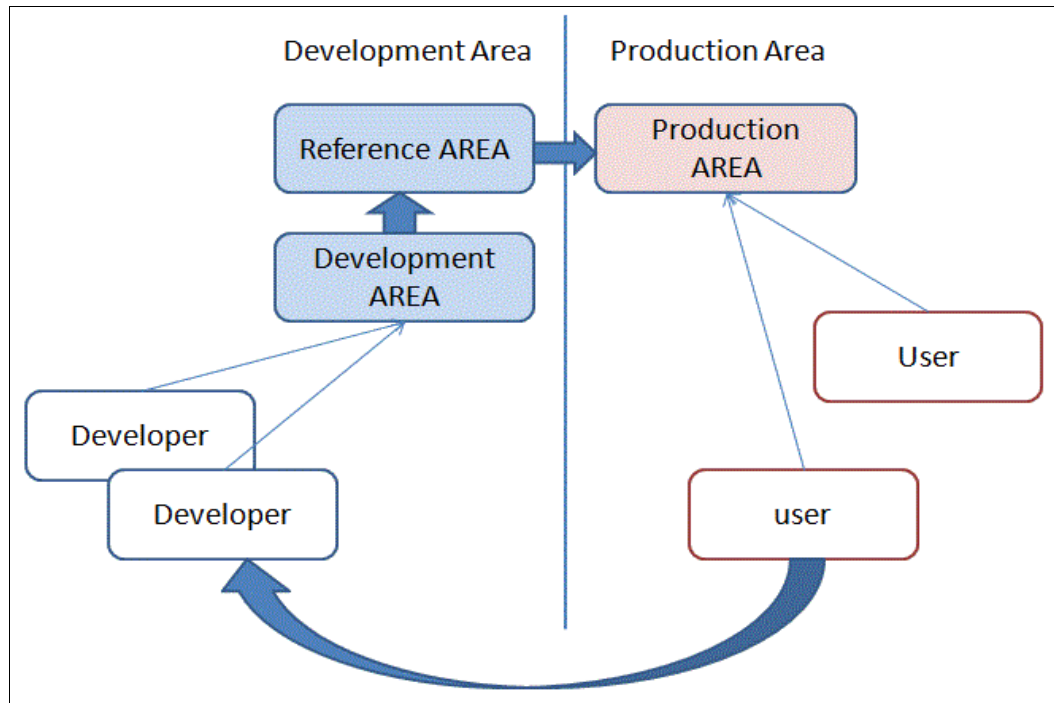 Development Area
Production Area
Reference AREA
Production
AREA
Development
AREA
User
Developer
Developer
user